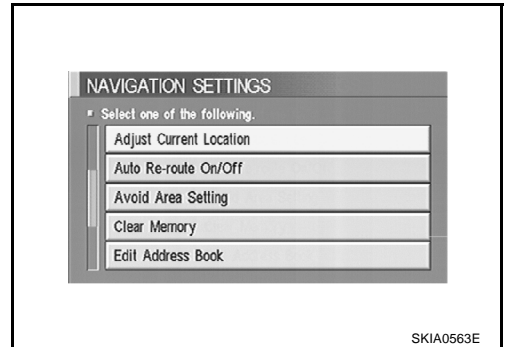 NAVIGATION SETTINGS
Select one of the following.
Adjust Current Location
Auto Re-route On/Off
Avoid Area Setting
Clear Memory
Edit Address Book
SKIA0563E